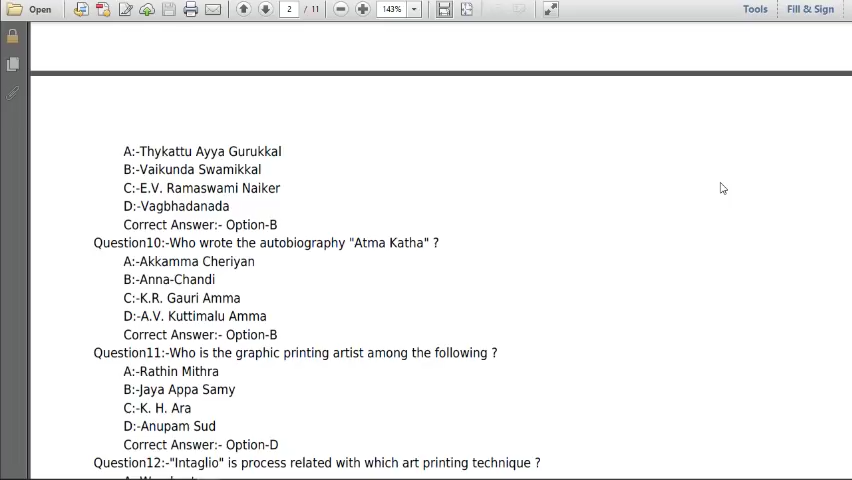 Open
2
/ 11
143%
Tools
Fill & Sign
A:-Thykattu Ayya Gurukkal
B:-Vaikunda Swamikkal
C:-E.V. Ramaswami Naiker
D:-Vagbhadanada
Correct Answer:- Option-B
Question10:-Who wrote the autobiography "Atma Katha" ?
A:-Akkamma Cheriyan
B:-Anna-Chandi
C:-K.R. Gauri Amma
D:-A.V. Kuttimalu Amma
Correct Answer:- Option-B
Question11:-Who is the graphic printing artist among the following ?
A:-Rathin Mithra
B:-Jaya Appa Samy
C:-K. H. Ara
D:-Anupam Sud
Correct Answer:- Option-D
Question12:-"Intaglio" is process related with which art printing technique ?